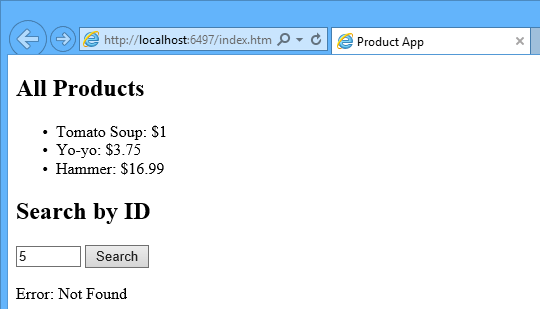 http://localhost:6497/index.htm
Product App
All Products
• Tomato Soup: $1
• Yo-yo: $3.75
• Hammer: $16.99
Search by ID
5 Search
Error: Not Found